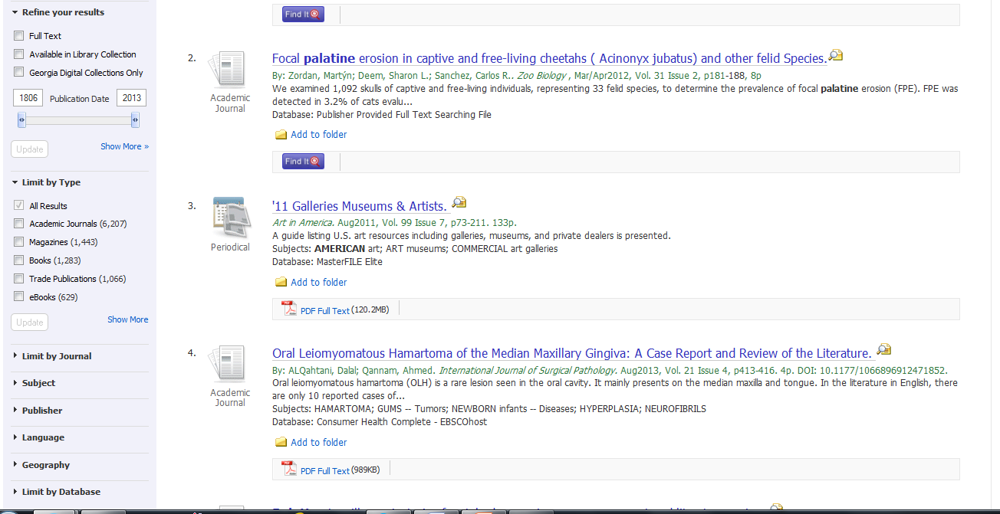 Refine your results
Full Text
Available in Library Collection
Georgia Digital Collections Only
1806 Publication Date 2013
Show More »
Update
Limit by Type
All Results
Academic Journals (6,207)
Magazines (1,443)
Books (1,283)
Trade Publications (1,066)
eBooks (629)
Show More
Update
Limit by Journal
Subject
Publisher
Language
Geography
Limit by Database
Find It
2.
Academic
Journal
Focal palatine erosion in captive and free-living cheetahs ( Acinonyx jubatus) and other felid Species.
By: Zordan, Martýn; Deem, Sharon L.; Sanchez, Carlos R.. Zoo Biology , Mar/Apr2012, Vol. 31 Issue 2, p181-188, 8p
We examined 1,092 skulls of captive and free-living individuals, representing 33 felid species, to determine the prevalence of focal palatine erosion (FPE). FPE was
detected in 3.2% of cats evalu...
Database: Publisher Provided Full Text Searching File
Add to folder
Find It
3.
Periodical
'11 Galleries Museums & Artists.
Art in America. Aug2011, Vol. 99 Issue 7, p73-211. 133p.
A guide listing U.S. art resources including galleries, museums, and private dealers is presented.
Subjects: AMERICAN art; ART museums; COMMERCIAL art galleries
Database: MasterFILE Elite
Add to folder
PDF Full Text (120.2MB)
4.
Academic
Journal
Oral Leiomyomatous Hamartoma of the Median Maxillary Gingiva: A Case Report and Review of the Literature.
By: ALQahtani, Dalal; Qannam, Ahmed. International Journal of Surgical Pathology. Aug2013, Vol. 21 Issue 4, p413-416. 4p. DOI: 10.1177/1066896912471852.
Oral leiomyomatous hamartoma (OLH) is a rare lesion seen in the oral cavity. It mainly presents on the median maxilla and tongue. In the literature in English, there
are only 10 reported cases of...
Subjects: HAMARTOMA; GUMS -- Tumors; NEWBORN infants -- Diseases; HYPERPLASIA; NEUROFIBRILS
Database: Consumer Health Complete - EBSCOhost
Add to folder
PDF Full Text (989KB)